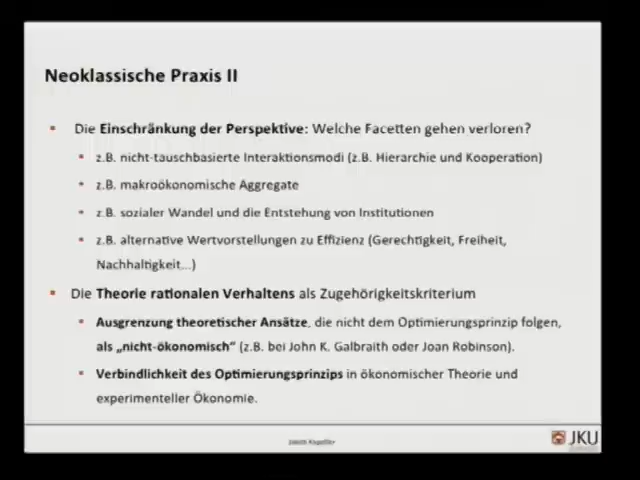 Neoklassische Praxis II
Die Einschränkung der Perspektive: Welche Facetten gehen verloren?
z.B. nicht-tauschbasierte Interaktionsmodi (z.B. Hierarchie und Kooperation)
z.B. makroökonomische Aggregate
z.B. sozialer Wandel und die Entstehung von Institutionen
z.B. alternative Wertvorstellungen zu Effizienz (Gerechtigkeit, Freiheit,
Nachhaltigkeit...)
Die Theorie rationalen Verhaltens als Zugehörigkeitskriterium
Ausgrenzung theoretischer Ansätze, die nicht dem Optimierungsprinzip folgen,
als „nicht-ökonomisch“ (z.B. bei John K. Galbraith oder Joan Robinson).
Verbindlichkeit des Optimierungsprinzips in ökonomischer Theorie und
experimenteller Ökonomie.
JKU